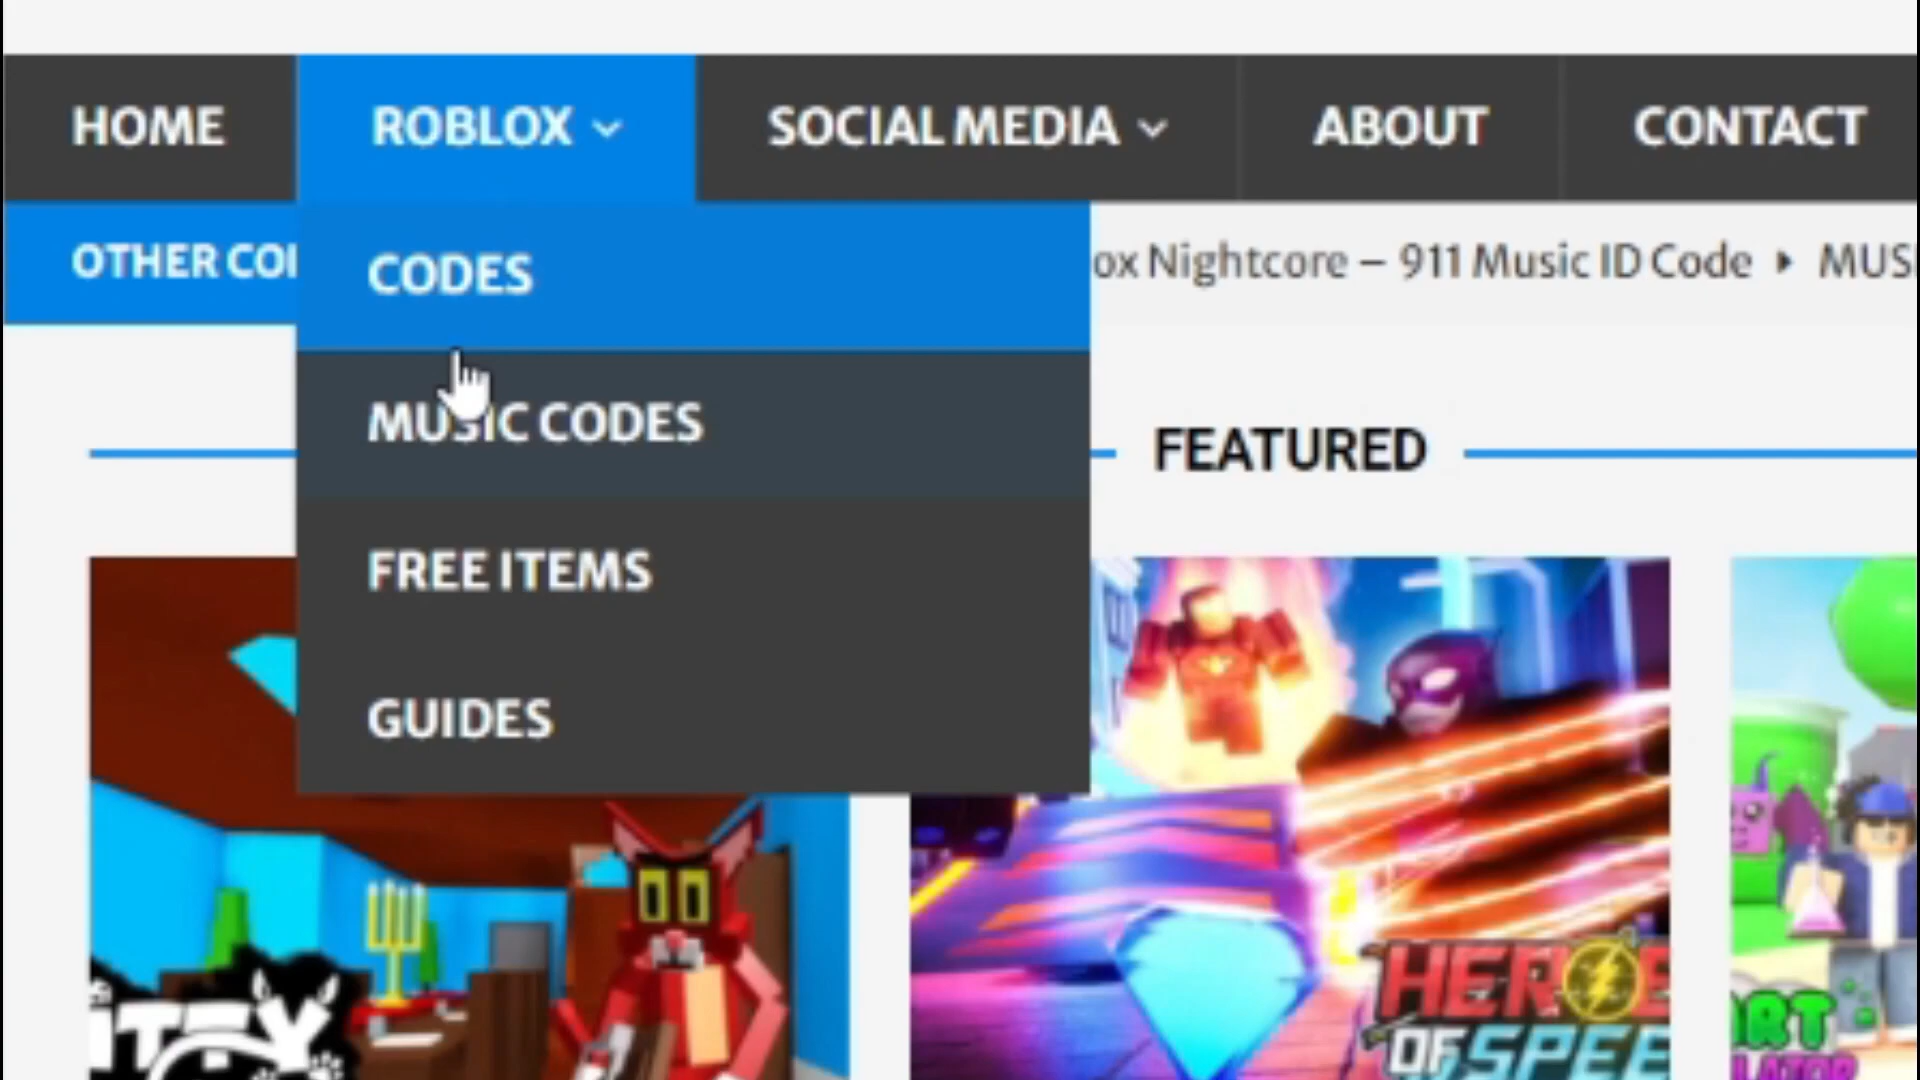 HOME ROBLOX SOCIAL MEDIA ABOUT CONTACT
OTHER CO
CODES
ox Nightcore – 911 Music ID Code ▸ MUS
MUSIC CODES
FEATURED
FREE ITEMS
GUIDES
HEROE
OF SPEE